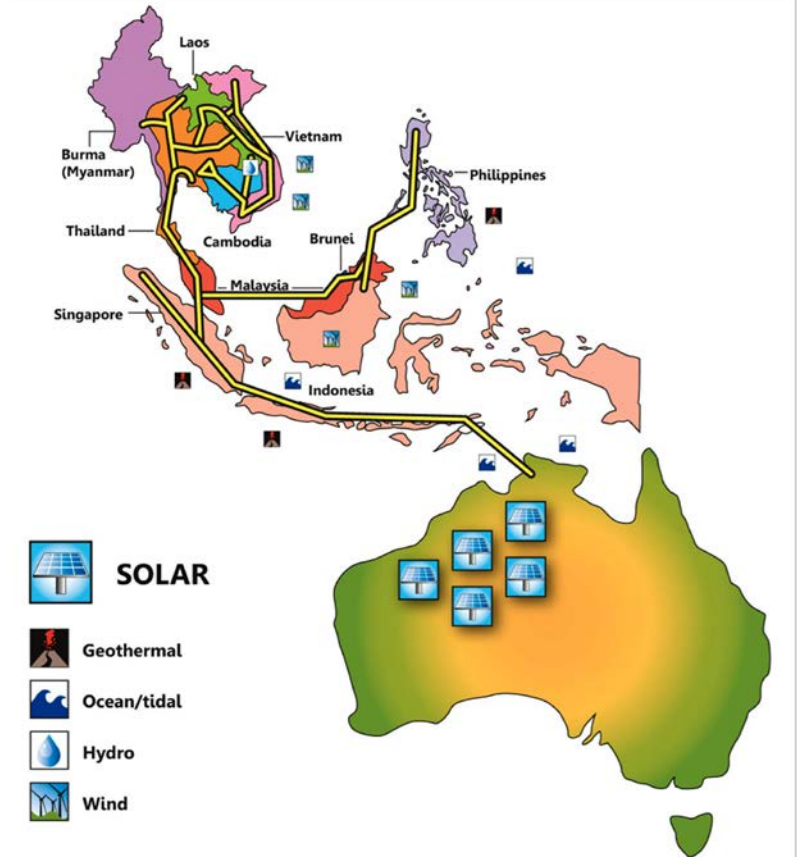 Laos
Vietnam
Burma
(Myanmar)
Philippines
Thailand
Cambodia
Brunei
Malaysia
Singapore
Indonesia
SOLAR
Geothermal
Ocean/tidal
Hydro
Wind